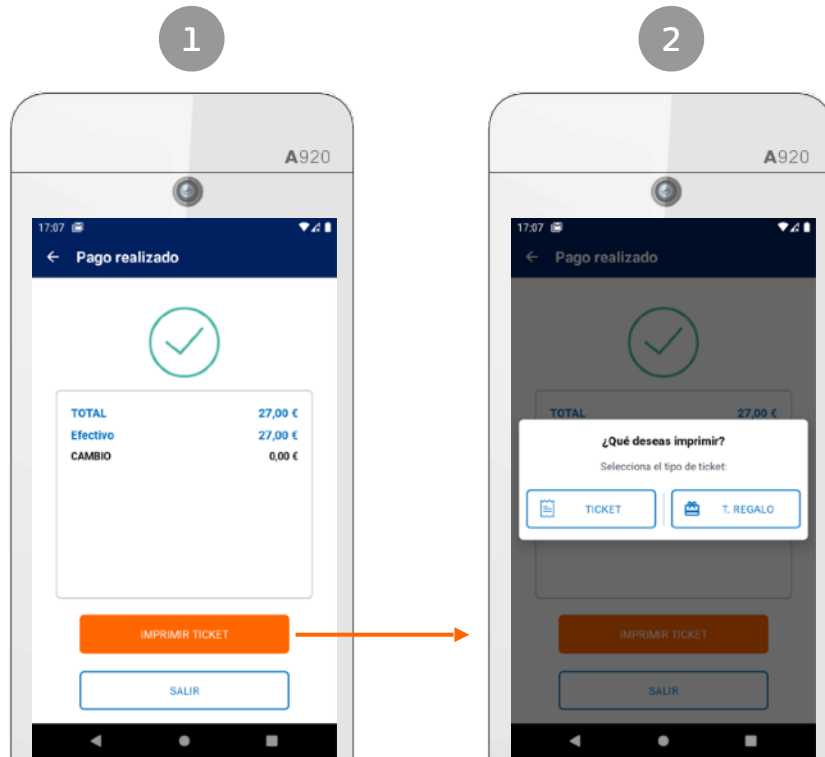 1
A920
17:07
Pago realizado
TOTAL 27,00 €
Efectivo 27,00 €
CAMBIO 0,00 €
IMPRIMIR TICKET
SALIR
2
A920
17:07
Pago realizado
TOTAL 27,00 €
¿Qué deseas imprimir?
Selecciona el tipo de ticket:
TICKET T. REGALO
IMPRIMIR TICKET
SALIR